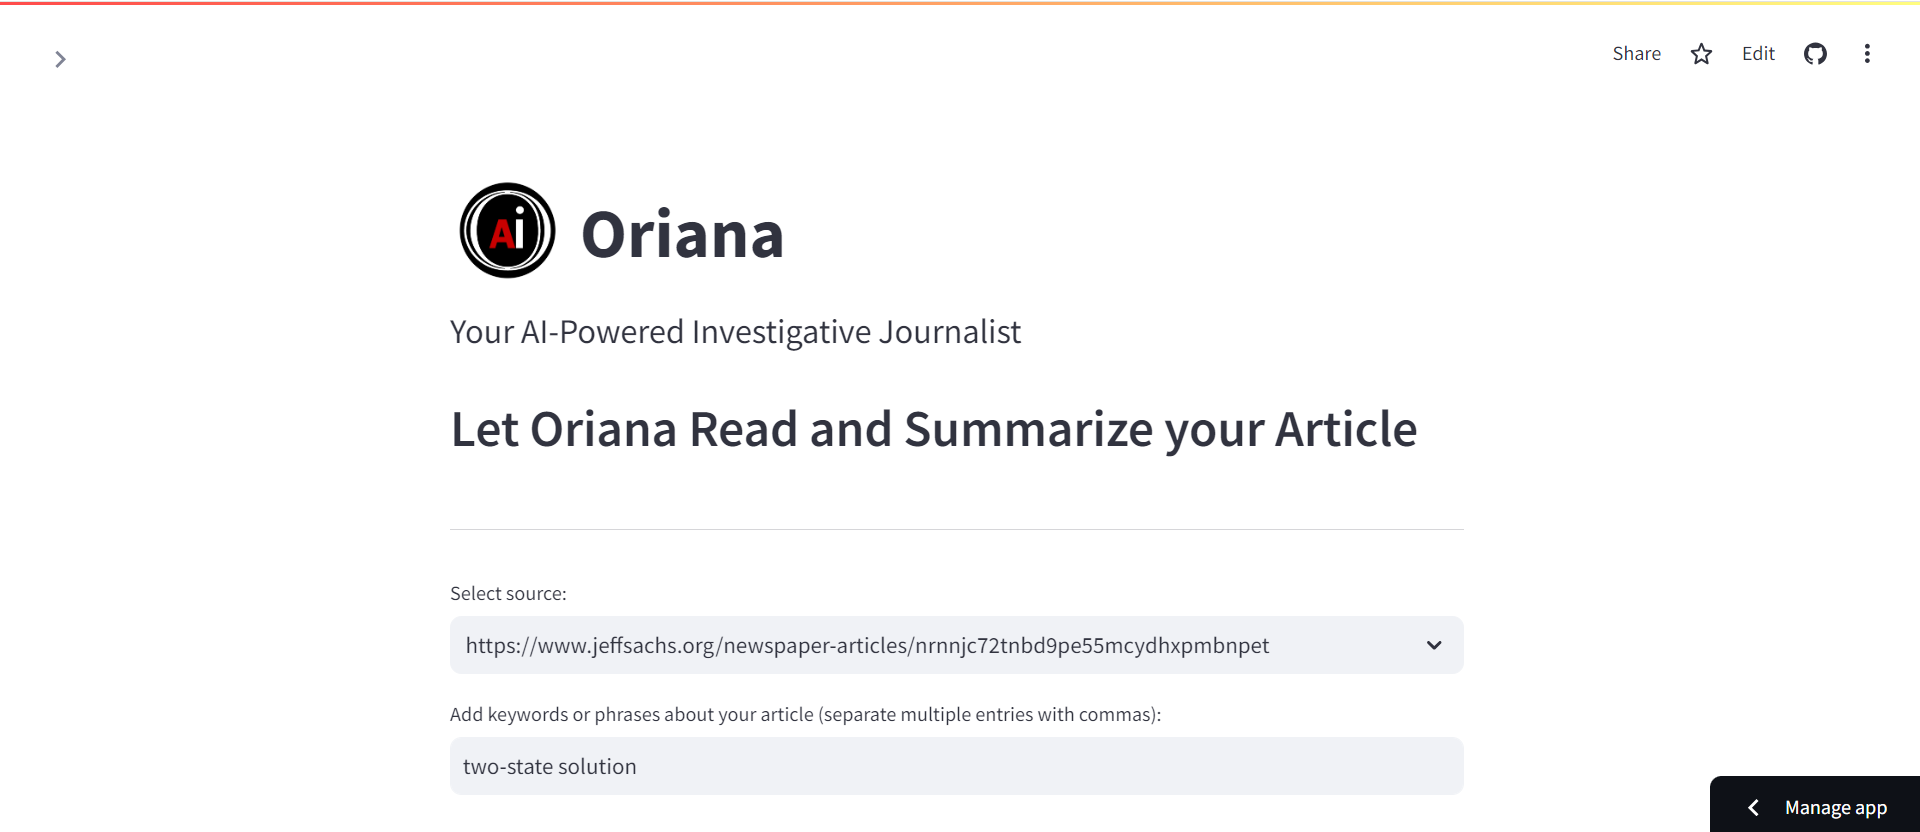 Share
Edit
Ai
Oriana
Your AI-Powered Investigative Journalist
Let Oriana Read and Summarize your Article
Select source:
https://www.jeffsachs.org/newspaper-articles/nrnnjc72tnbd9pe55mcydhxpmbnpet
Add keywords or phrases about your article (separate multiple entries with commas):
two-state solution
Manage app